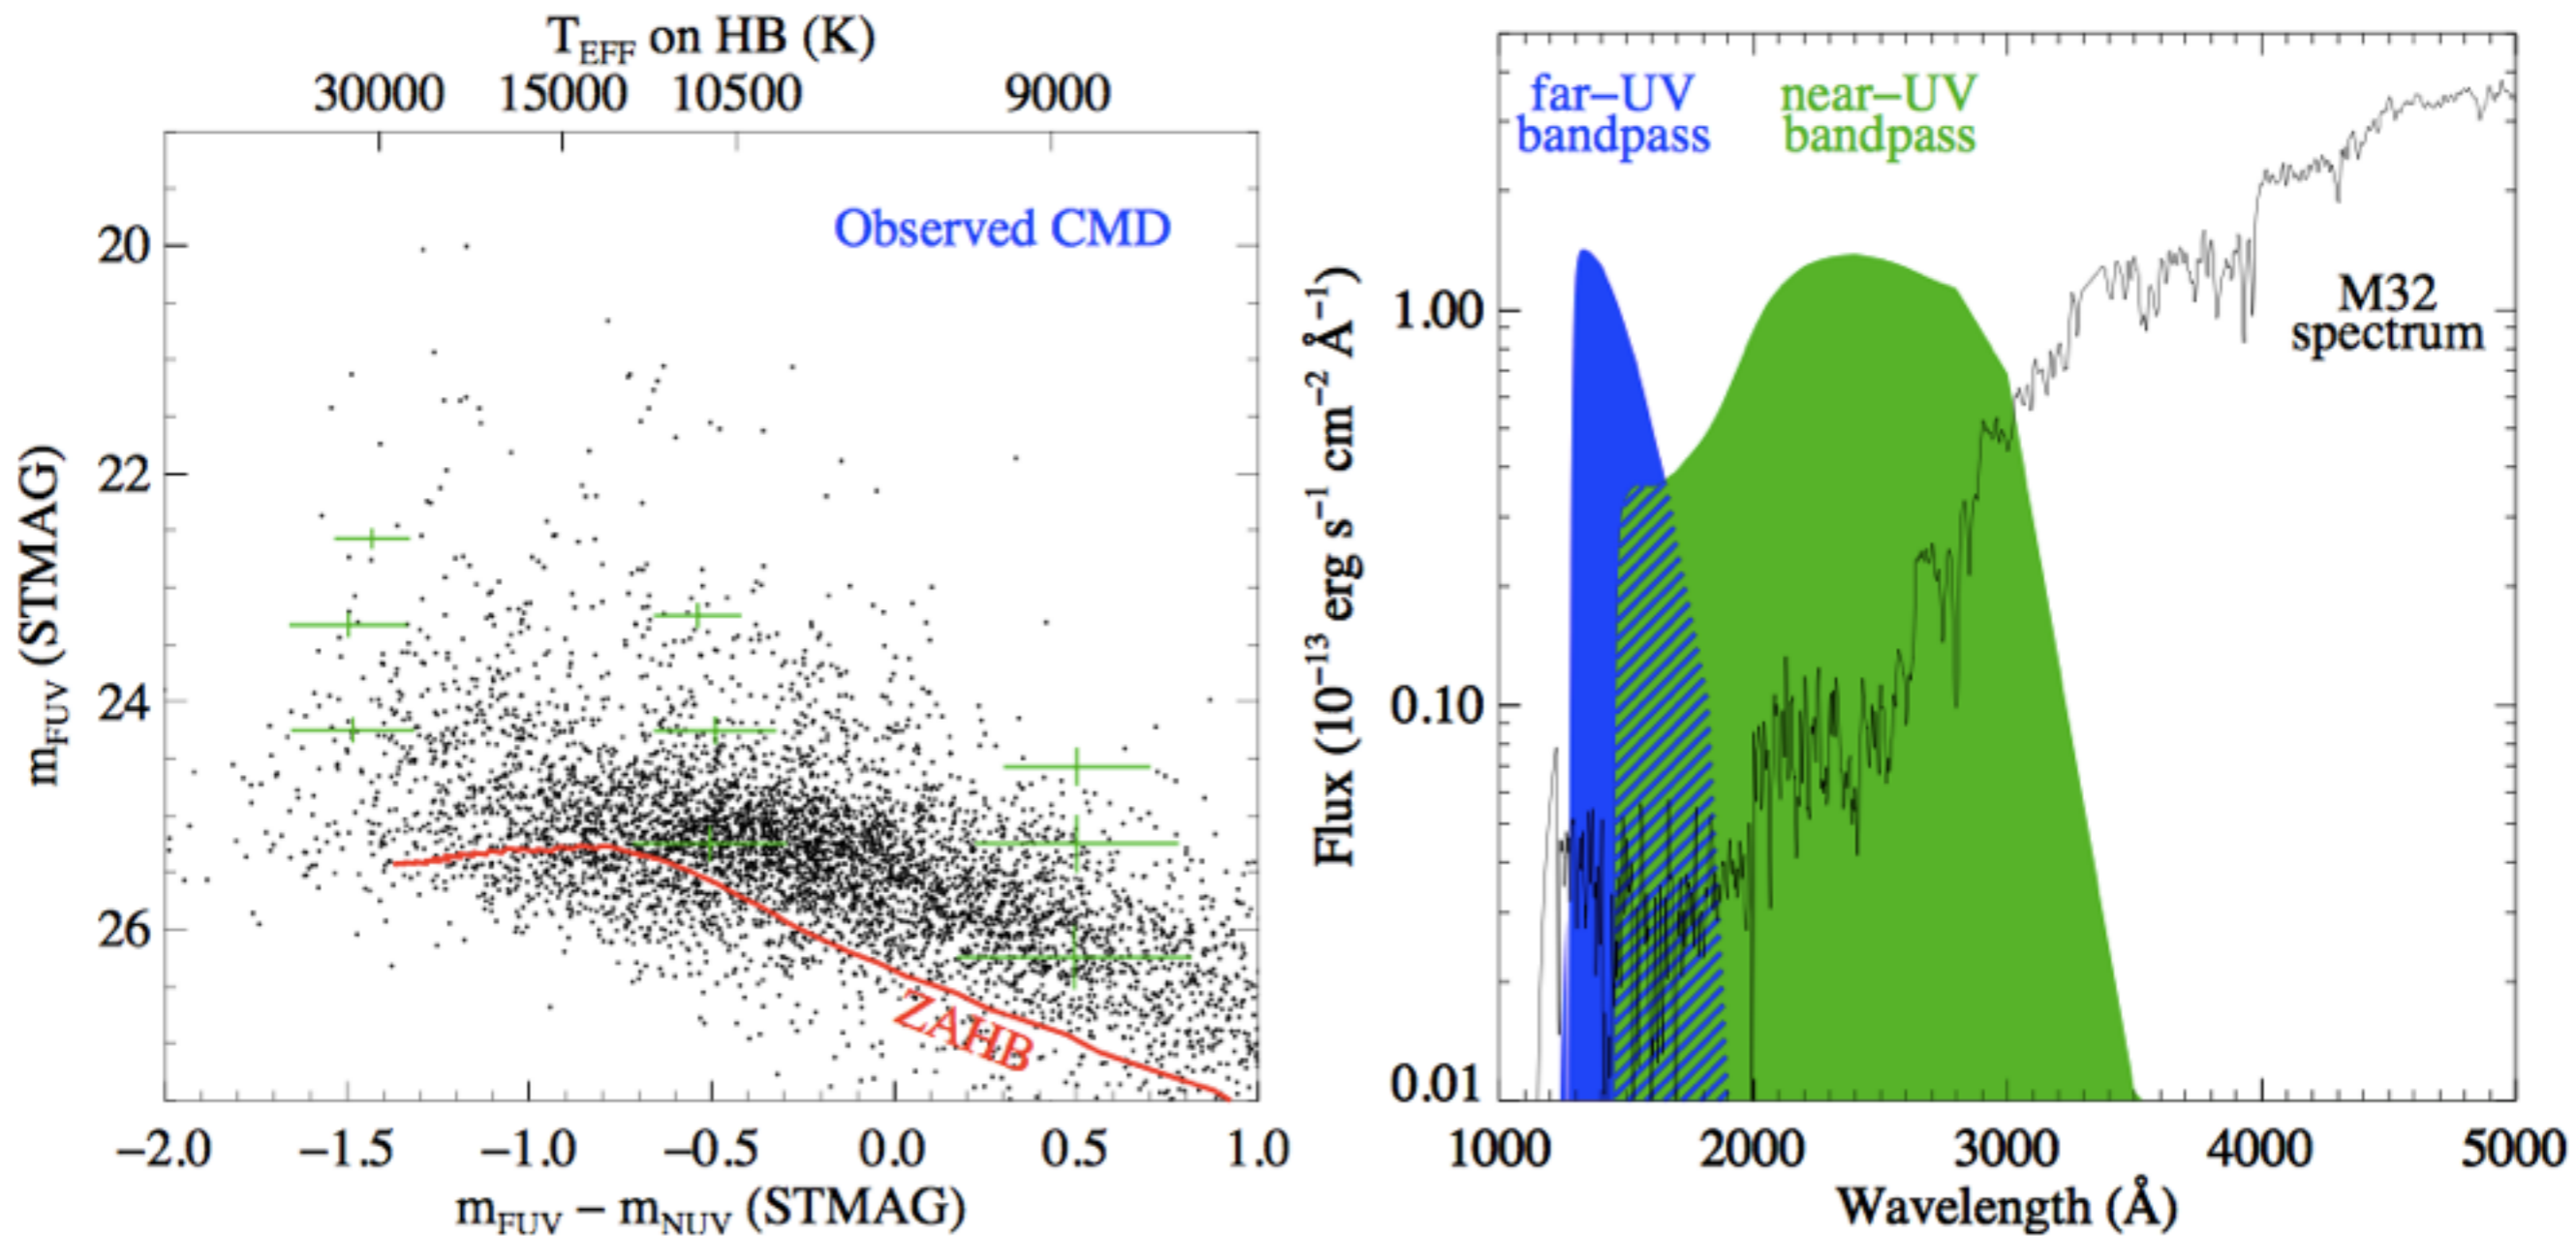 T_EFF on HB (K)
30000 15000 10500 9000
Observed CMD
20
22
24
26
m_FUV (STMAG)
ZAHB
−2.0 −1.5 −1.0 −0.5 0.0 0.5 1.0
m_FUV − m_NUV (STMAG)
far−UV
bandpass
near−UV
bandpass
M32
spectrum
1.00
0.10
0.01
Flux (10⁻¹³ erg s⁻¹ cm⁻² Å⁻¹)
1000 2000 3000 4000 5000
Wavelength (Å)